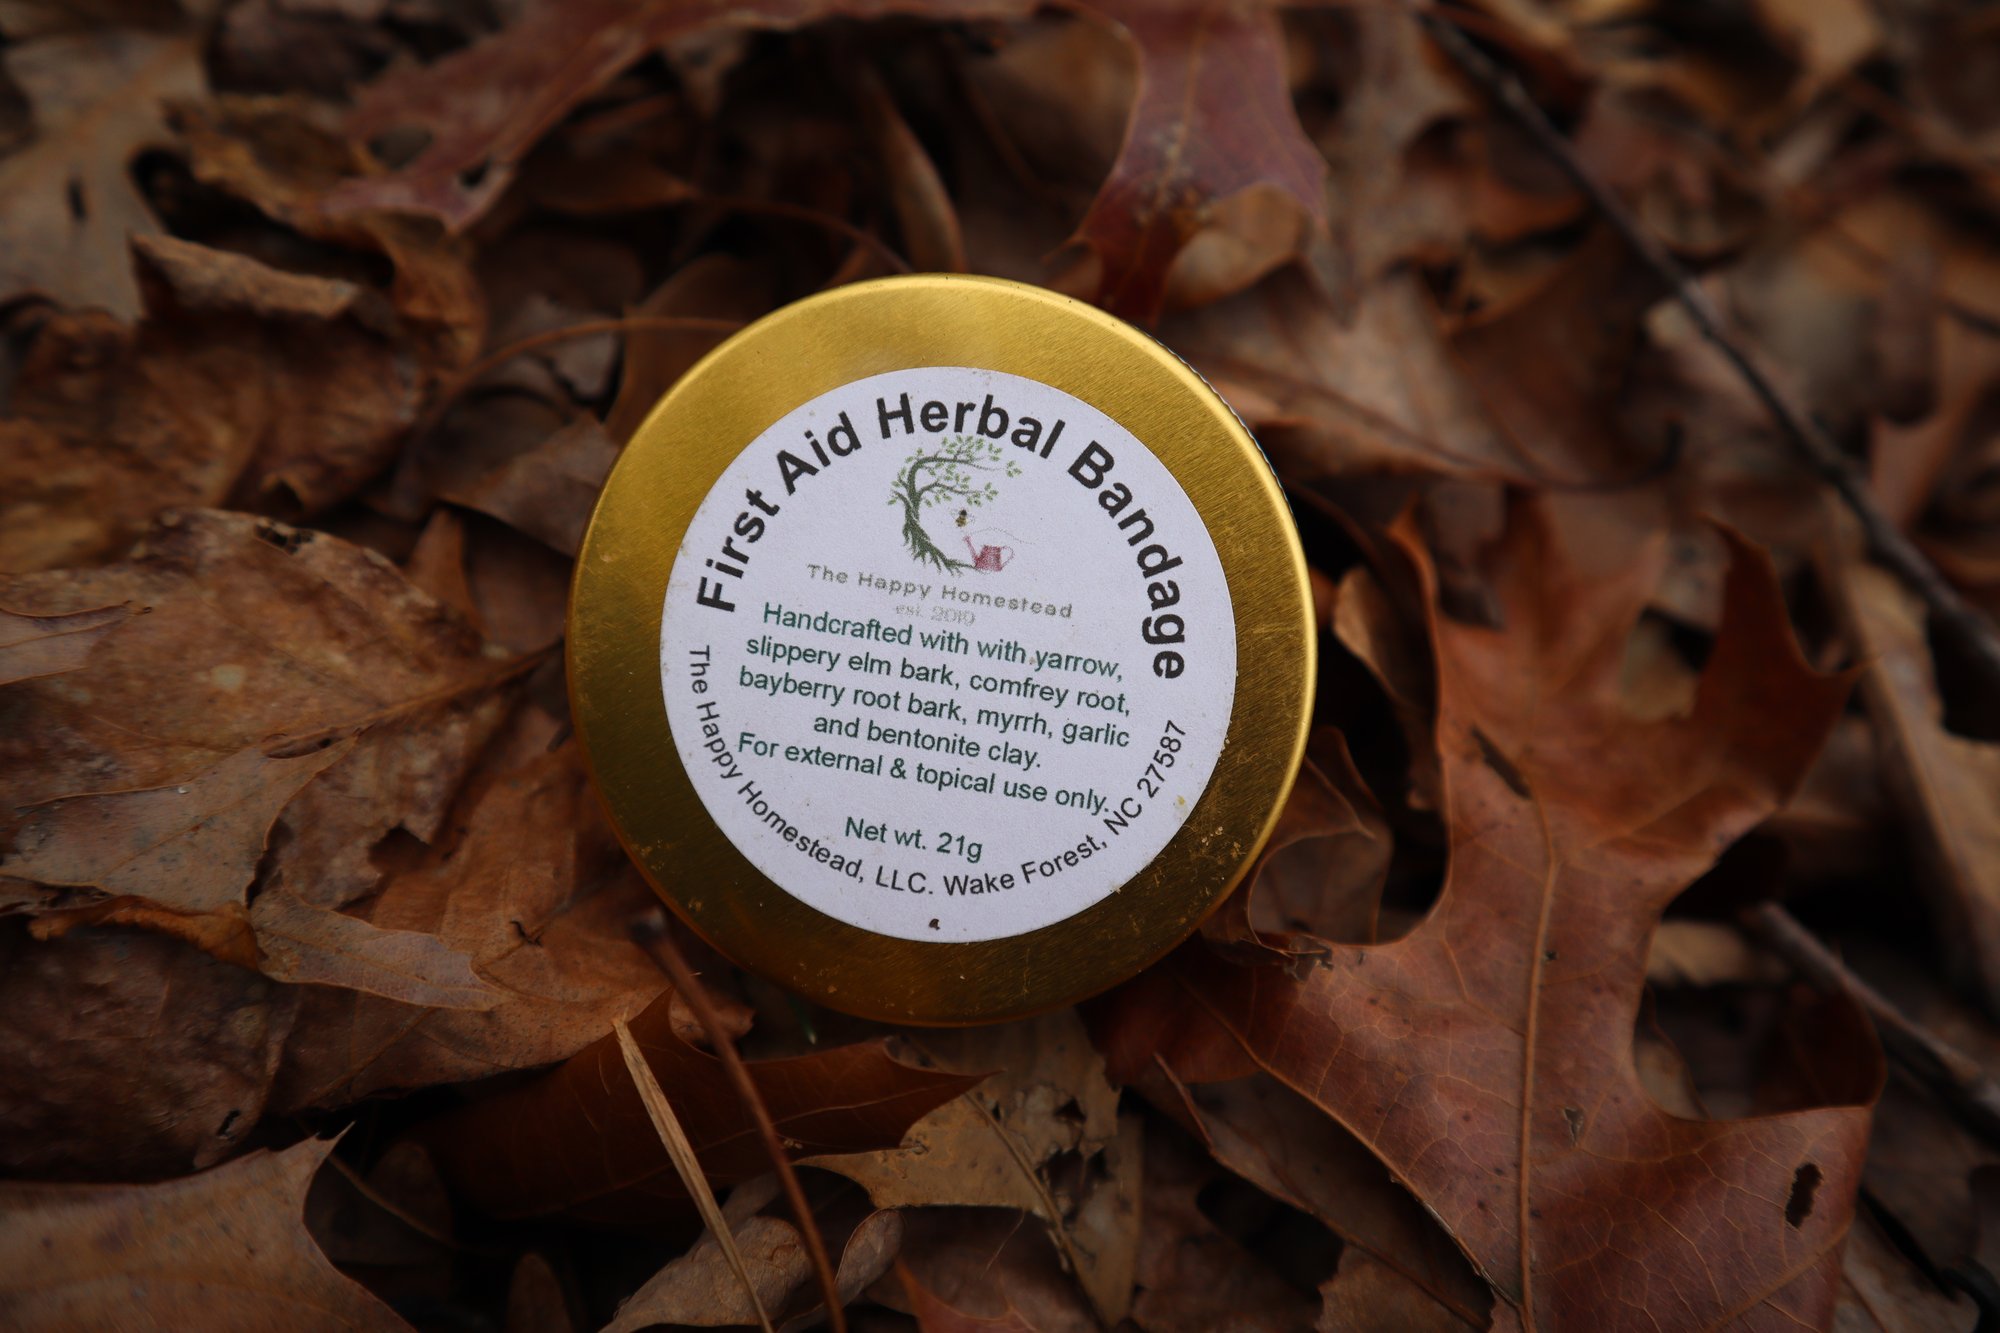 First Aid Herbal Bandage
The Happy Homestead
est. 2019
Handcrafted with with yarrow,
slippery elm bark, comfrey root,
bayberry root bark, myrrh, garlic
and bentonite clay.
For external & topical use only.
Net wt. 21g
The Happy Homestead, LLC. Wake Forest, NC 27587